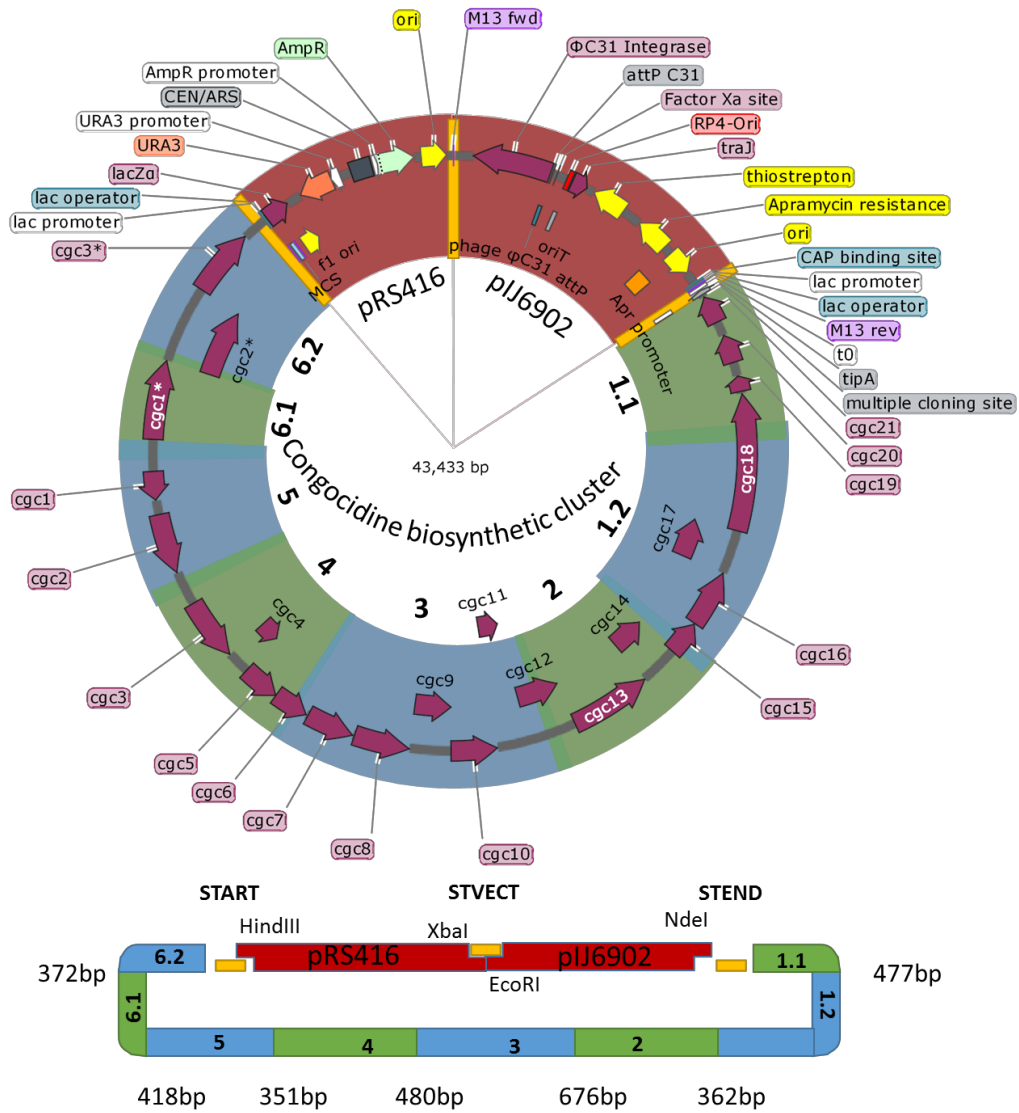 ori
M13 fwd
AmpR
ΦC31 Integrase
AmpR promoter
attP C31
CEN/ARS
Factor Xa site
URA3 promoter
RP4-Ori
URA3
traJ
lacZα
thiostrepton
lac operator
Apramycin resistance
lac promoter
ori
cgc3*
CAP binding site
lac promoter
lac operator
M13 rev
t0
tipA
multiple cloning site
cgc21
cgc20
cgc19
f1 ori
MCS
phage φC31 attP
oriT
Apr promoter
pRS416
pIJ6902
cgc2*
cgc1*
6.2
6.1
5
4
3
2
1.2
1.1
43,433 bp
Congocidine biosynthetic cluster
cgc18
cgc17
cgc1
cgc2
cgc4
cgc3
cgc5
cgc6
cgc7
cgc8
cgc9
cgc10
cgc11
cgc12
cgc13
cgc14
cgc15
cgc16
START
STVECT
STEND
HindIII
XbaI
NdeI
6.2
pRS416
pIJ6902
1.1
372bp
EcoRI
477bp
6.1
1.2
5
4
3
2
418bp
351bp
480bp
676bp
362bp